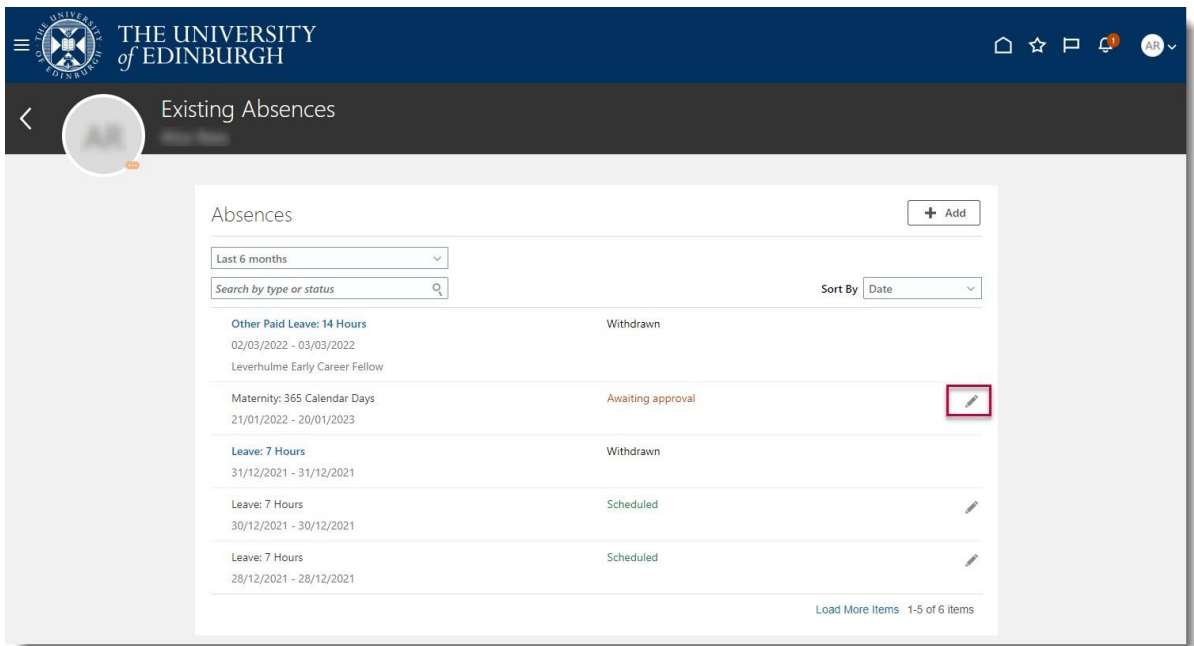 THE UNIVERSITY
of EDINBURGH
1
AR
Existing Absences
Absences
+ Add
Last 6 months
Search by type or status
Sort By Date
Other Paid Leave: 14 Hours
Withdrawn
02/03/2022 - 03/03/2022
Leverhulme Early Career Fellow
Maternity: 365 Calendar Days
Awaiting approval
21/01/2022 - 20/01/2023
Leave: 7 Hours
Withdrawn
31/12/2021 - 31/12/2021
Leave: 7 Hours
Scheduled
30/12/2021 - 30/12/2021
Leave: 7 Hours
Scheduled
28/12/2021 - 28/12/2021
Load More Items 1-5 of 6 items